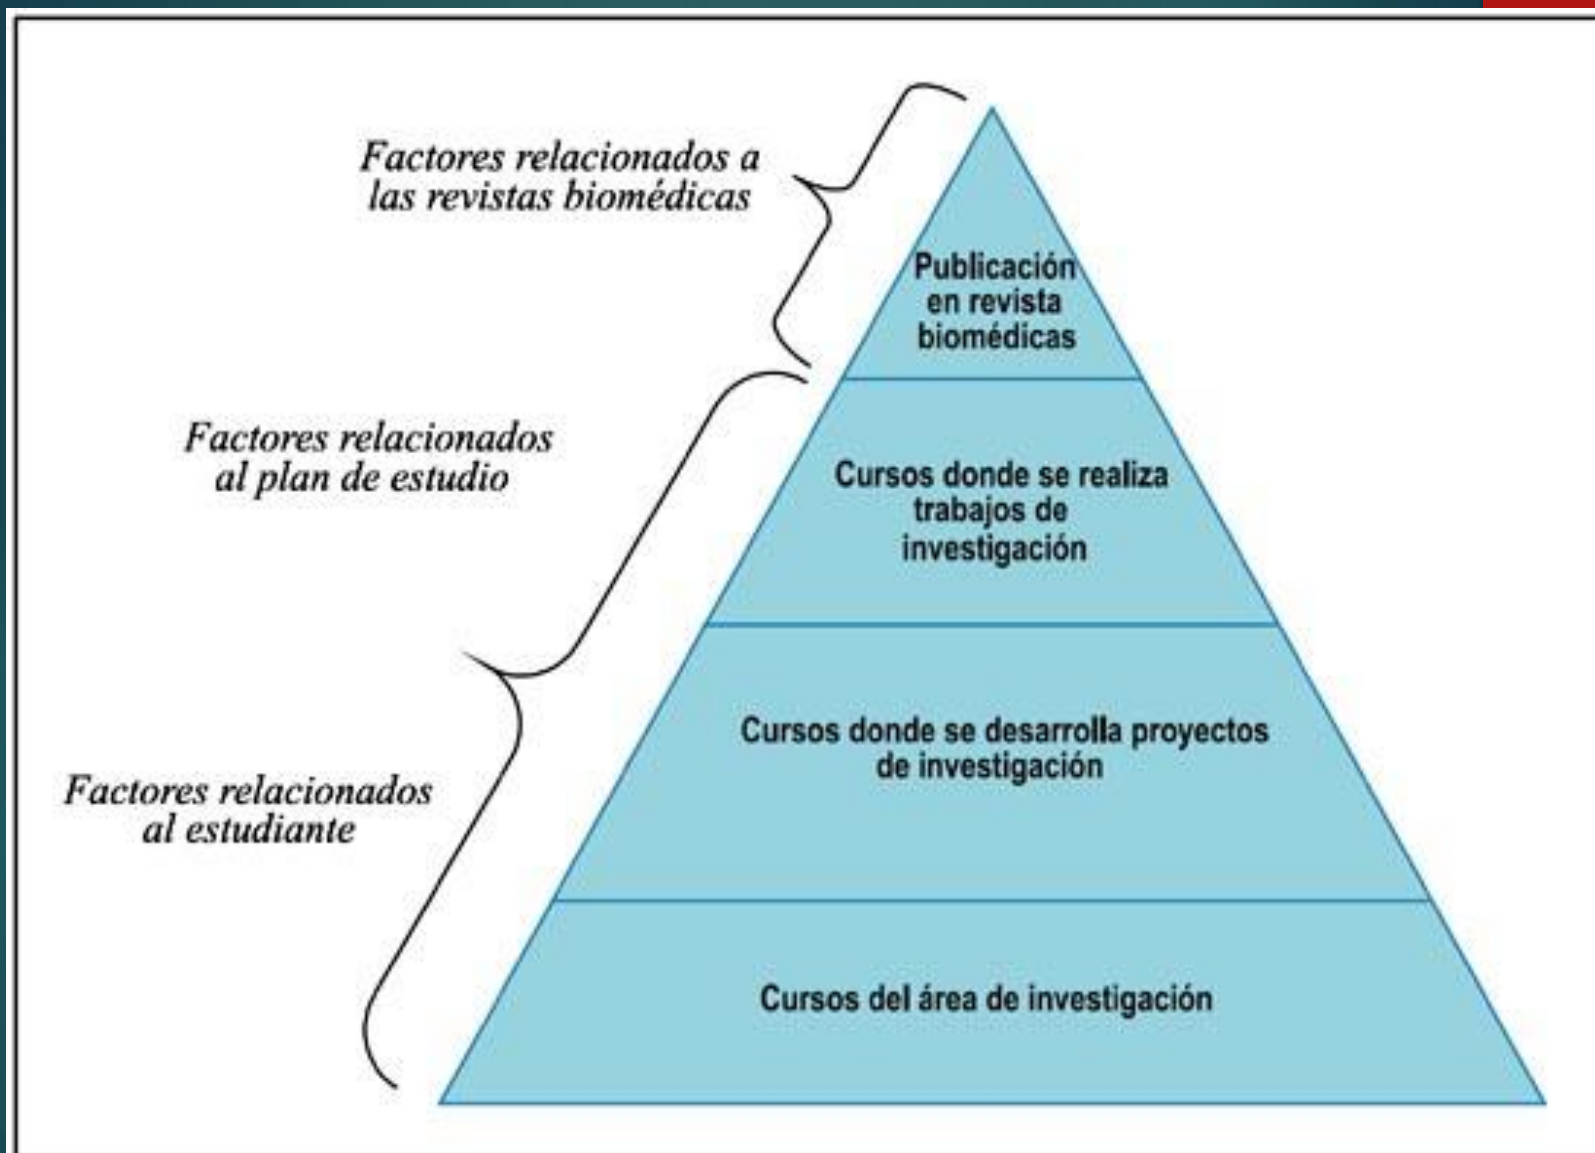 Factores relacionados a
las revistas biomédicas
Publicación
en revista
biomédicas
Factores relacionados
al plan de estudio
Cursos donde se realiza
trabajos de
investigación
Cursos donde se desarrolla proyectos
de investigación
Factores relacionados
al estudiante
Cursos del área de investigación